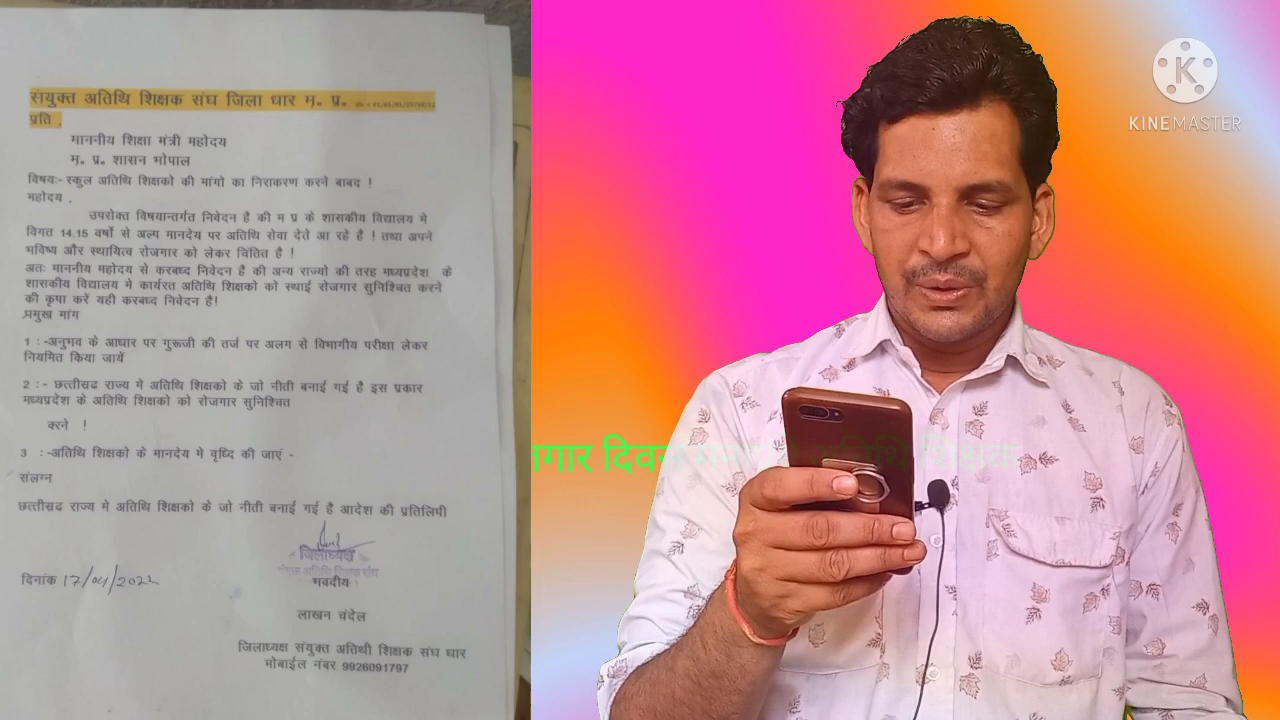 संयुक्त अतिथि शिक्षक संघ जिला धार म॰ प्र॰
प्रति ,
माननीय शिक्षा मंत्री महोदय
म॰ प्र॰ शासन भोपाल
विषयः- स्कुल अतिथि शिक्षको की मांगो का निराकरण करने बाबद !
महोदय ,
उपरोक्त विषयान्तर्गत निवेदन है की म प्र के शासकीय विद्यालय मे
विगत 14.15 वर्षो से अल्प मानदेय पर अतिथि सेवा देते आ रहे है ! तथा अपने
भविष्य और स्थायित्व रोजगार को लेकर चिंतित है !
अतः माननीय महोदय से करबध्द निवेदन है की अन्य राज्यो की तरह मध्यप्रदेश के
शासकीय विद्यालय मे कार्यरत अतिथि शिक्षको को स्थाई रोजगार सुनिश्चित करने
की कृपा करें यही करबध्द निवेदन है!
प्रमुख मांग
1 : -अनुभव के आधार पर गुरूजी की तर्ज पर अलग से विभागीय परीक्षा लेकर
नियमित किया जायें
2 : - छत्तीसढ राज्य मे अतिथि शिक्षको के जो नीती बनाई गई है इस प्रकार
मध्यप्रदेश के अतिथि शिक्षको को रोजगार सुनिश्चित
करने !
3 : -अतिथि शिक्षको के मानदेय मे वृध्दि की जाएं -
संलग्न
छत्तीसढ राज्य मे अतिथि शिक्षको के जो नीती बनाई गई है आदेश की प्रतिलिपी
जिलाध्यक्ष
भवदीय
दिनांक 17/04/2022
लाखन चंदेल
जिलाध्यक्ष संयुक्त अतिथी शिक्षक संघ धार
मोबाईल नंबर 9926091797
KINEMASTER
अतिथि शिक्षक